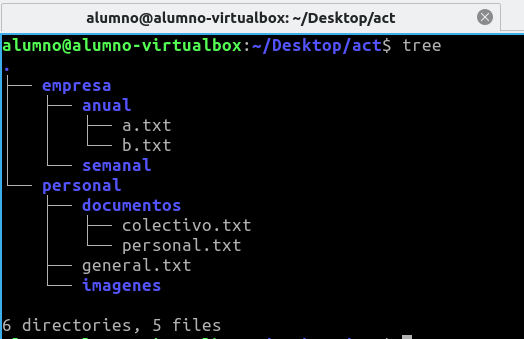 alumno@alumno-virtualbox: ~/Desktop/act
alumno@alumno-virtualbox:~/Desktop/act$ tree
.
├── empresa
│   ├── anual
│   │   ├── a.txt
│   │   └── b.txt
│   └── semanal
└── personal
    ├── documentos
    │   ├── colectivo.txt
    │   └── personal.txt
    ├── general.txt
    └── imagenes
6 directories, 5 files